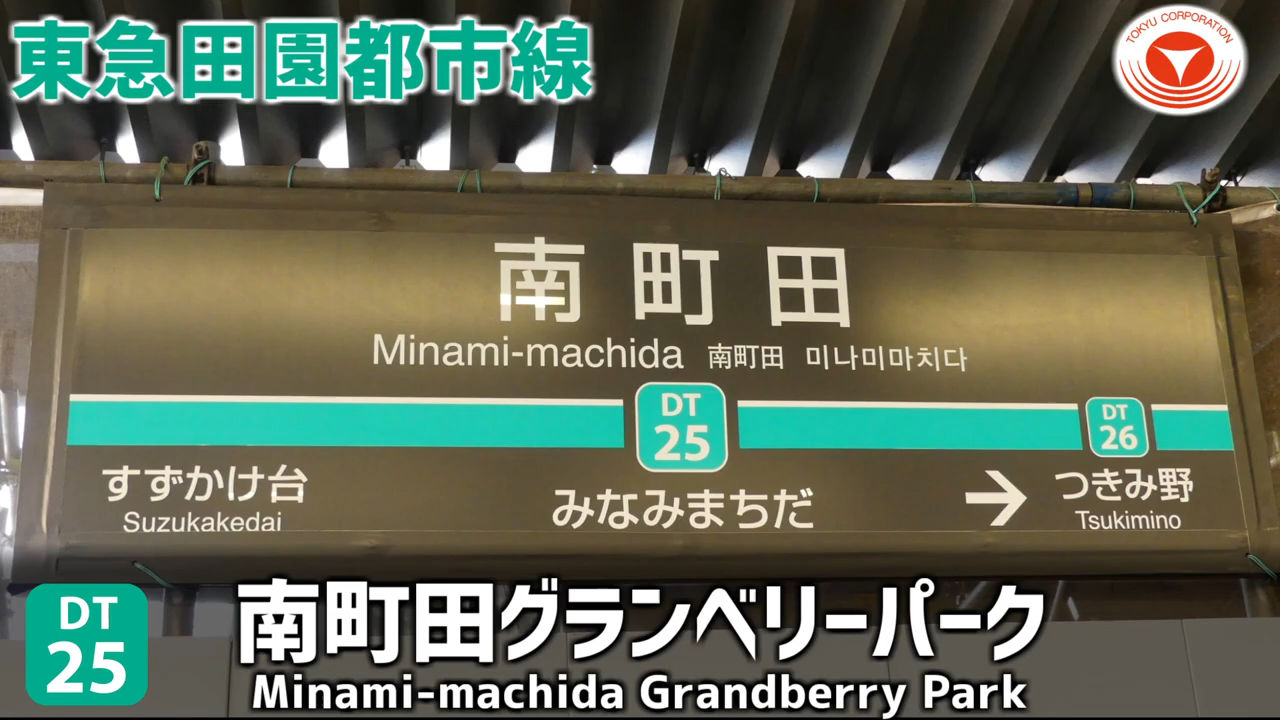 東急田園都市線
TOKYU CORPORATION
南町田
Minami-machida 南町田 미나미마치다
DT
25
DT
26
すずかけ台
Suzukakedai
みなみまちだ
→ つきみ野
Tsukimino
DT
25
南町田グランベリーパーク
Minami-machida Grandberry Park